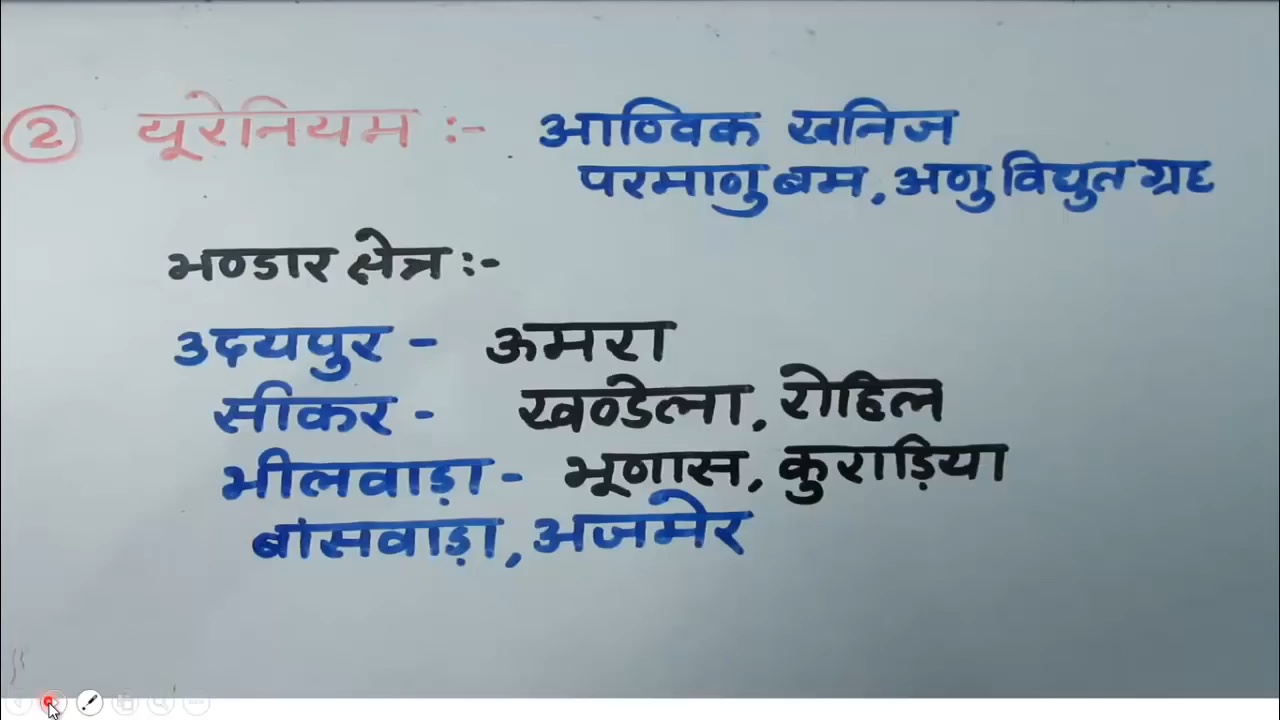 ② यूरेनियम :- आण्विक खनिज
परमाणु बम, अणु विद्युत ग्रह
भण्डार क्षेत्र :-
उदयपुर - ऊमरा
सीकर - खण्डेला, रोहिल
भीलवाड़ा - भूणास, कुराड़िया
बांसवाड़ा, अजमेर